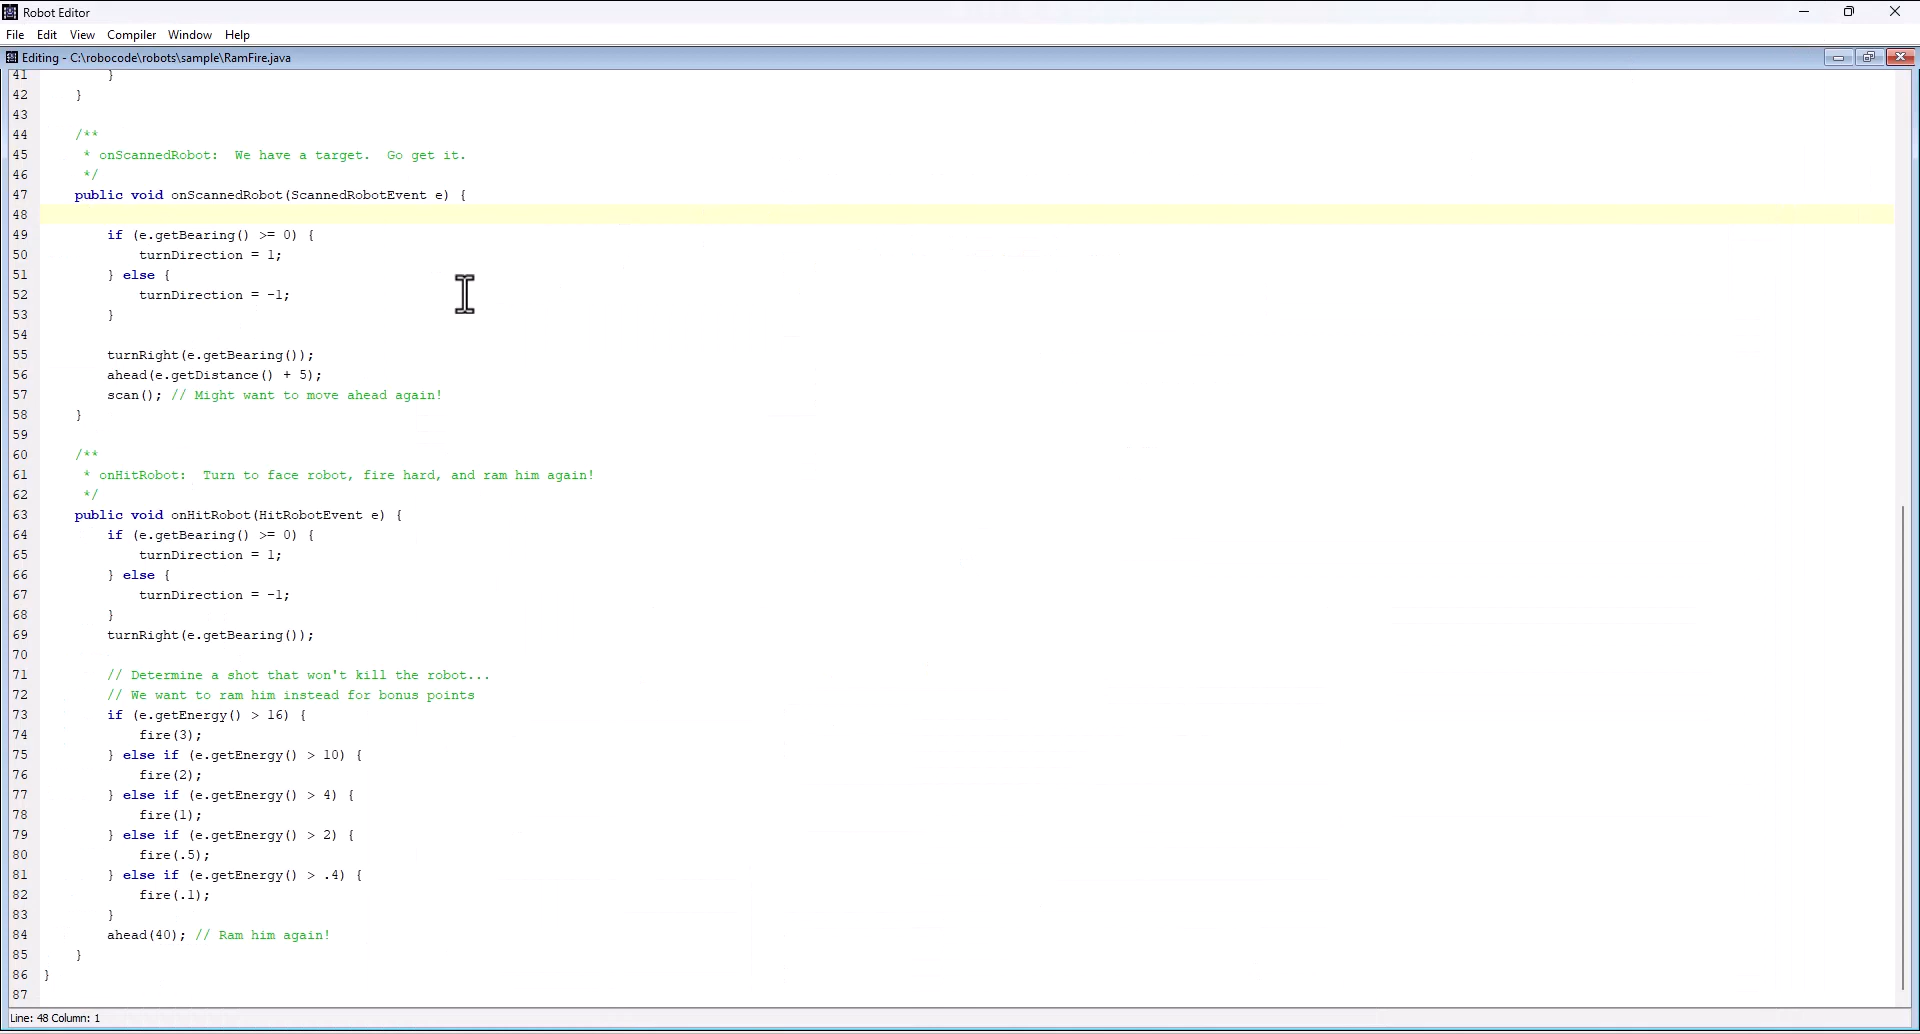 Robot Editor
File Edit View Compiler Window Help
Editing - C:\robocode\robots\sample\RamFire.java
41 }
42 }
43
44 /**
45 * onScannedRobot: We have a target. Go get it.
46 */
47 public void onScannedRobot(ScannedRobotEvent e) {
48
49 if (e.getBearing() >= 0) {
50 turnDirection = 1;
51 } else {
52 turnDirection = -1;
53 }
54
55 turnRight(e.getBearing());
56 ahead(e.getDistance() + 5);
57 scan(); // Might want to move ahead again!
58 }
59
60 /**
61 * onHitRobot: Turn to face robot, fire hard, and ram him again!
62 */
63 public void onHitRobot(HitRobotEvent e) {
64 if (e.getBearing() >= 0) {
65 turnDirection = 1;
66 } else {
67 turnDirection = -1;
68 }
69 turnRight(e.getBearing());
70
71 // Determine a shot that won't kill the robot...
72 // We want to ram him instead for bonus points
73 if (e.getEnergy() > 16) {
74 fire(3);
75 } else if (e.getEnergy() > 10) {
76 fire(2);
77 } else if (e.getEnergy() > 4) {
78 fire(1);
79 } else if (e.getEnergy() > 2) {
80 fire(.5);
81 } else if (e.getEnergy() > .4) {
82 fire(.1);
83 }
84 ahead(40); // Ram him again!
85 }
86 }
87
Line: 48 Column: 1